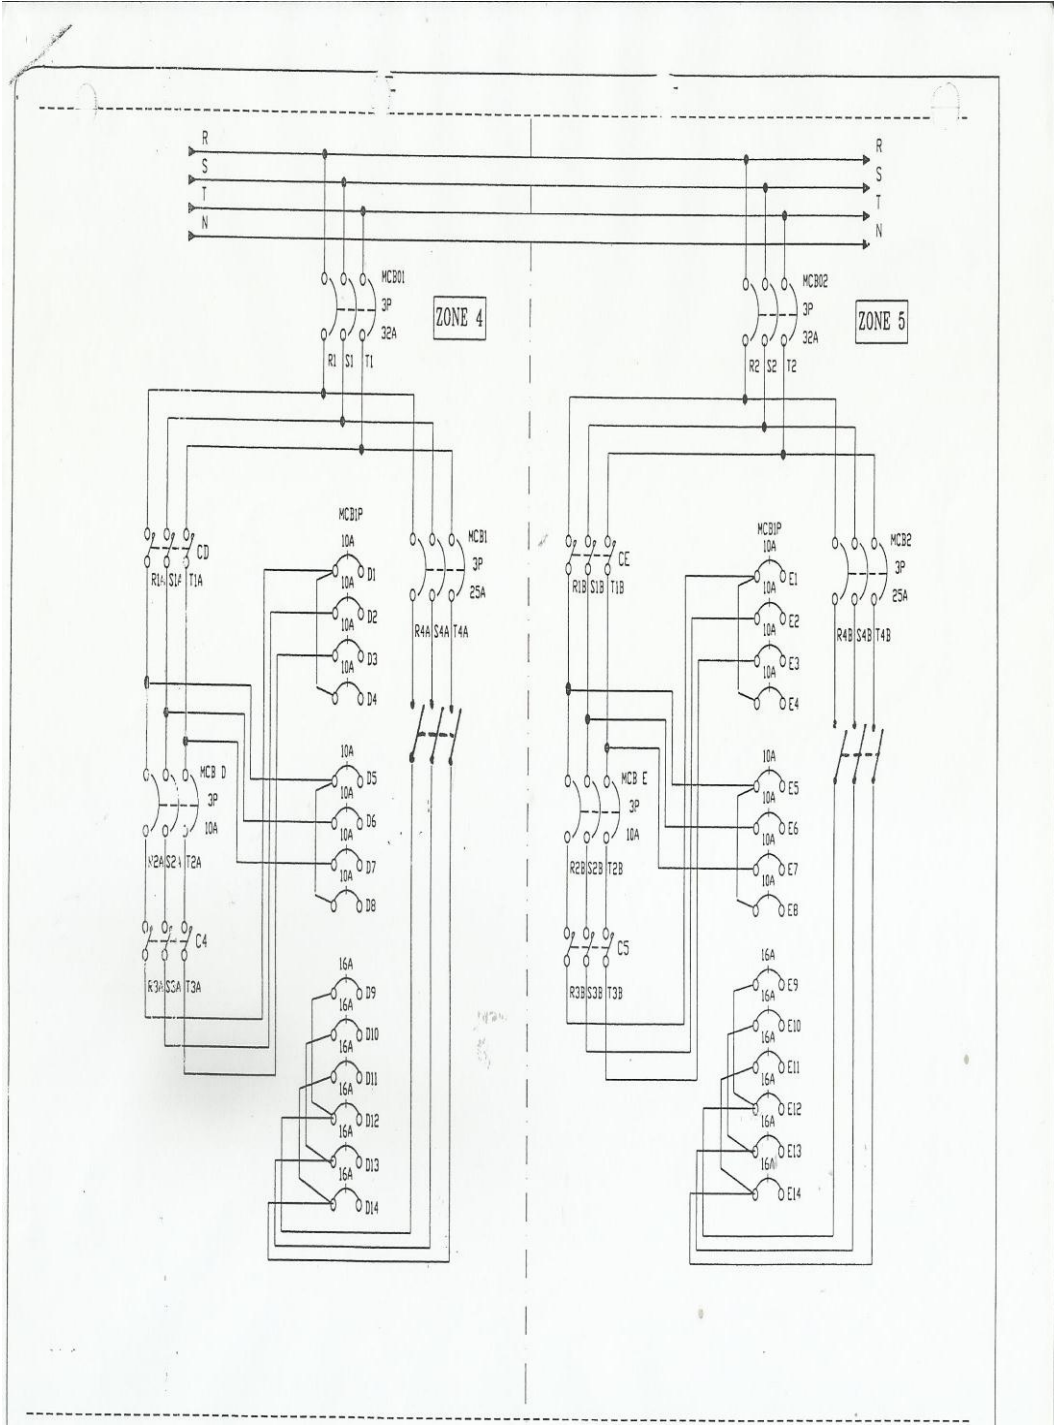 R
S
T
N
R
S
T
N
MCB01
3P
32A
ZONE 4
R1 S1 T1
MCB02
3P
32A
ZONE 5
R2 S2 T2
CD
R1A S1A T1A
MCB1P
10A
D1
10A
D2
10A
D3
10A
D4
MCB1
3P
25A
R4A S4A T4A
10A
D5
10A
D6
10A
D7
10A
D8
MCB D
3P
10A
S2A T2A
C4
R3A S3A T3A
16A
D9
16A
D10
16A
D11
16A
D12
16A
D13
16A
D14
CE
R1B S1B T1B
MCB1P
10A
E1
10A
E2
10A
E3
10A
E4
MCB2
3P
25A
R4B S4B T4B
10A
E5
10A
E6
10A
E7
10A
E8
MCB E
3P
10A
R2B S2B T2B
C5
R3B S3B T3B
16A
E9
16A
E10
16A
E11
16A
E12
16A
E13
16A
E14